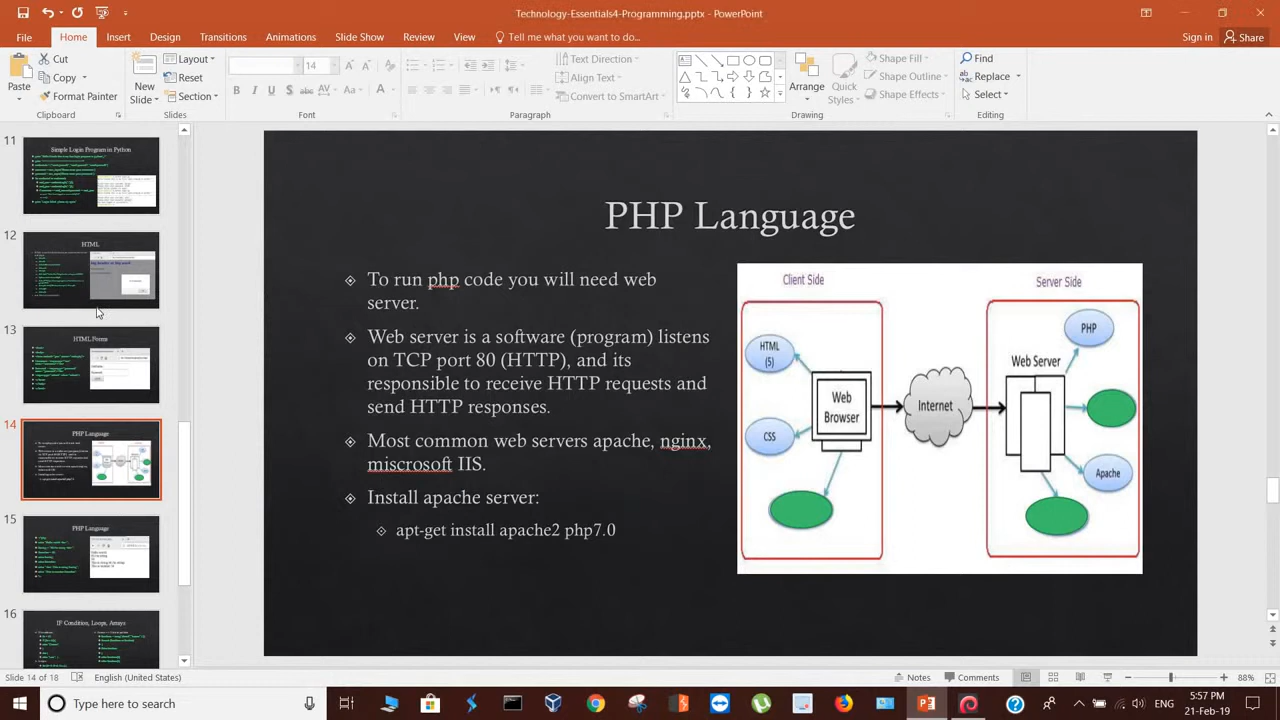 Technology-Essentials4-Programming.pptx - PowerPoint
File Home Insert Design Transitions Animations Slide Show Review View Tell me what you want to do... Sign in Share
Paste Cut Copy Format Painter Clipboard
New Slide Layout Reset Section Slides
14 Font
Text Direction Align Text Convert to SmartArt Paragraph
Arrange Quick Styles Shape Fill Shape Outline Shape Effects Drawing
Find Replace Select Editing
11
Simple Login Program in Python
12
HTML
13
HTML Forms
14
PHP Language
15
PHP Language
16
IF Condition, Loops, Arrays
PHP Language
To run php code you will need web
server.
Web server is a software (program) listens
on TCP port 80 (HTTP), and its
responsible to receive HTTP requests and
send HTTP responses.
Most common web servers apache, nginx,
microsoft IIS.
Install apache server:
apt-get install apache2 php7.0
Client Side
Server Side
HTML
(5)
CSS
Web
Browser
Internet
Web Server
PHP
Apache
Slide 14 of 18 English (United States) Notes Comments 88%
Type here to search
ENG
5:57 PM
21-Feb-19